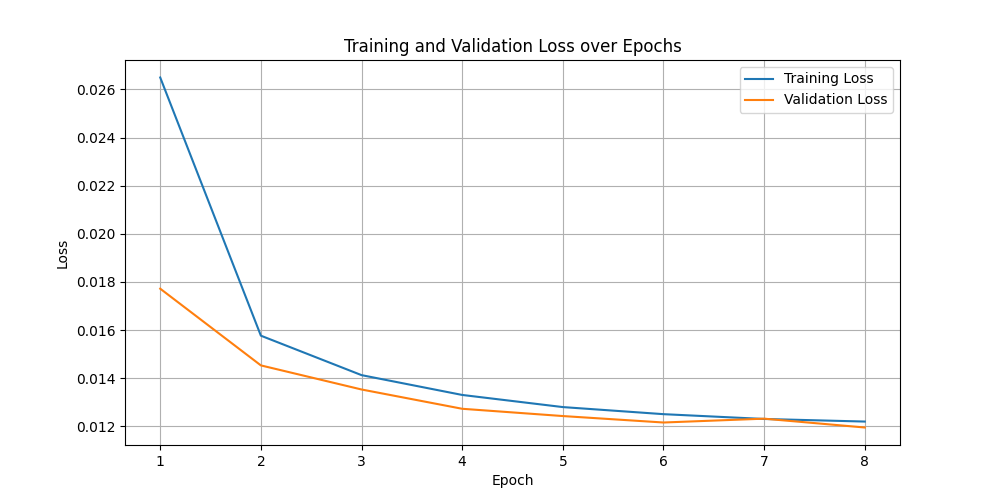 Training and Validation Loss over Epochs
Training Loss
Validation Loss
0.026
0.024
0.022
0.020
0.018
0.016
0.014
0.012
Loss
1 2 3 4 5 6 7 8
Epoch